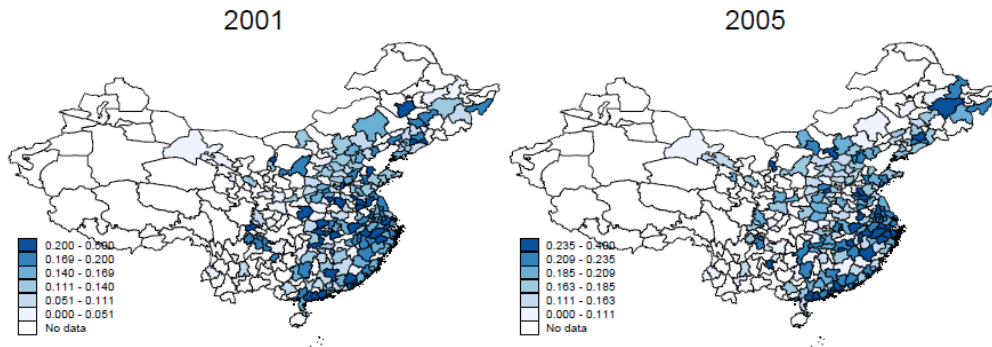 2001
0.200 - 0.500
0.169 - 0.200
0.140 - 0.169
0.111 - 0.140
0.051 - 0.111
0.000 - 0.051
No data
2005
0.235 - 0.400
0.209 - 0.235
0.185 - 0.209
0.163 - 0.185
0.111 - 0.163
0.000 - 0.111
No data